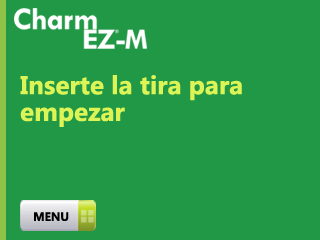 Charm
EZ-M
Inserte la tira para
empezar
MENU